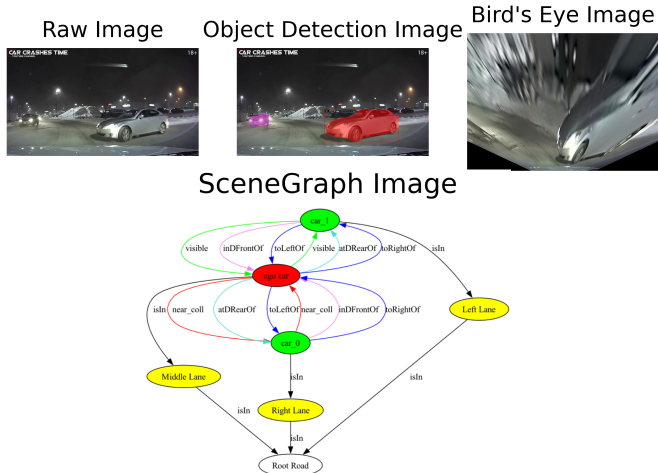 Raw Image
Object Detection Image
Bird's Eye Image
CAR CRASHES TIME
18+
CAR CRASHES TIME
18+
SceneGraph Image
car_1
visible
inDFrontOf
toLeftOf
visible
atDRearOf
toRightOf
isIn
ego car
isIn
near_coll
atDRearOf
toLeftOf
near_coll
inDFrontOf
toRightOf
Left Lane
car_0
Middle Lane
isIn
isIn
isIn
Right Lane
isIn
Root Road